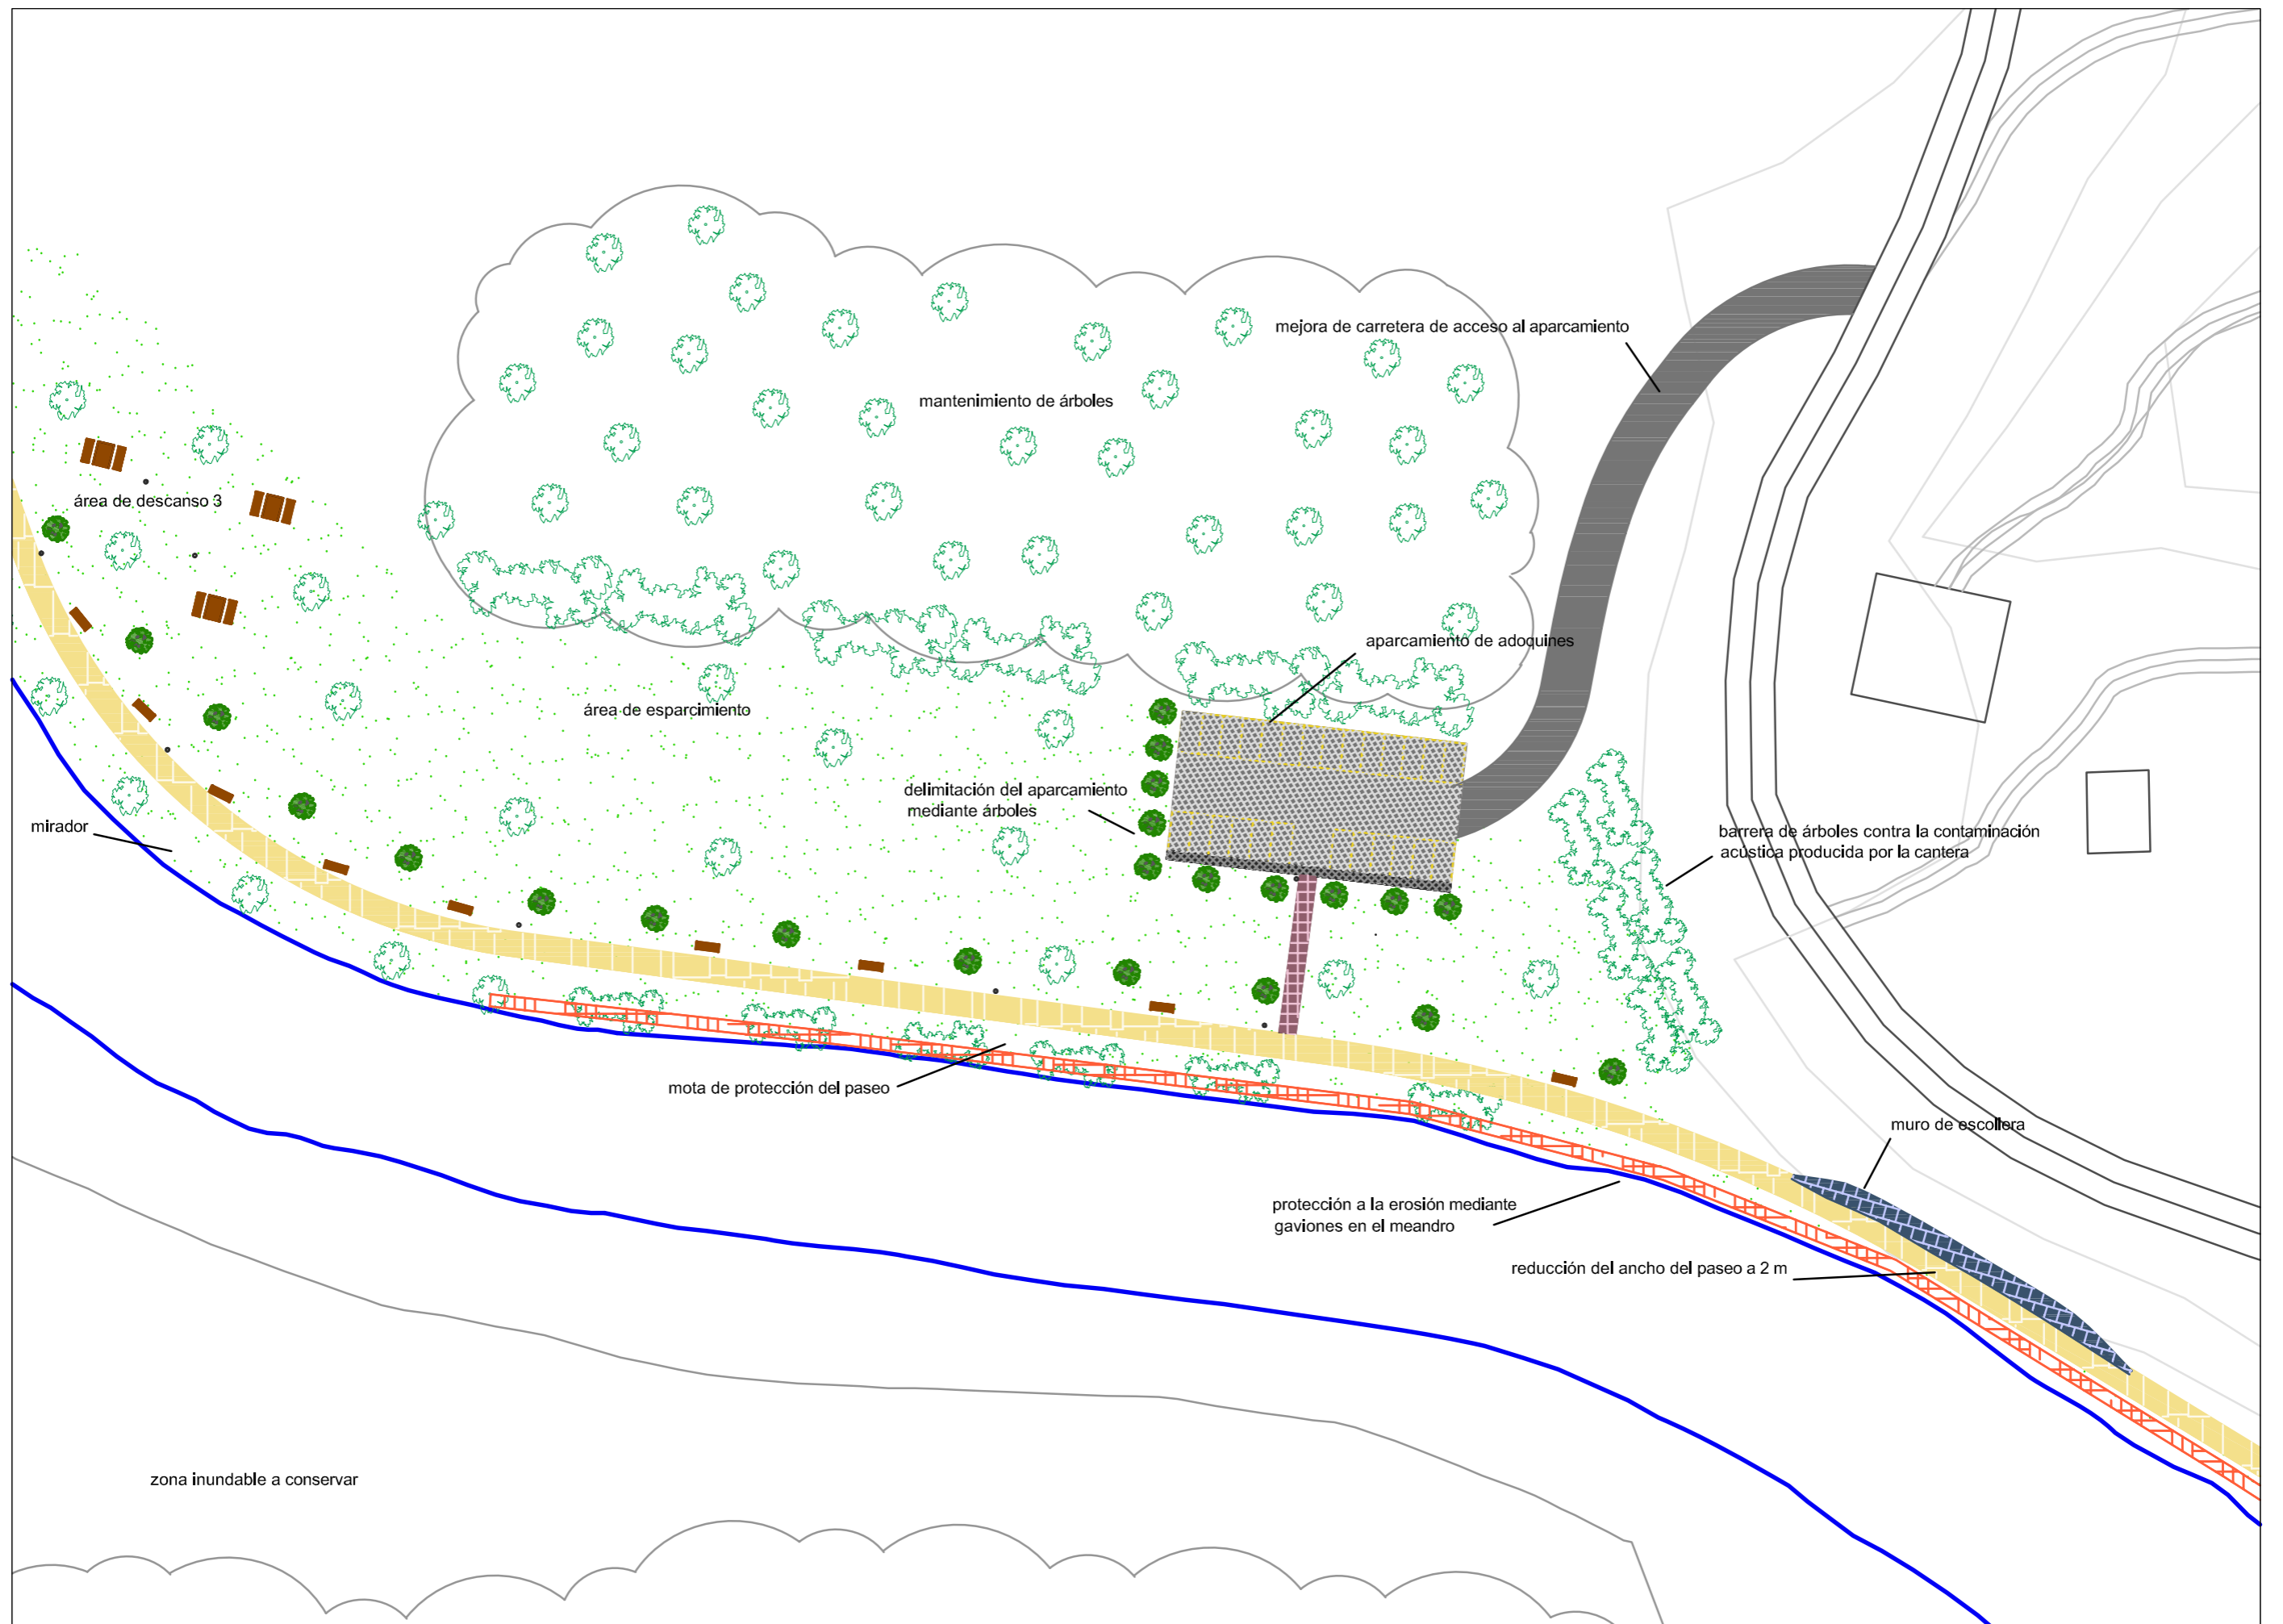 mejora de carretera de acceso al aparcamiento
mantenimiento de árboles
área de descanso 3
aparcamiento de adoquines
área de esparcimiento
delimitación del aparcamiento
mediante árboles
mirador
barrera de árboles contra la contaminación
acústica producida por la cantera
mota de protección del paseo
muro de escollera
protección a la erosión mediante
gaviones en el meandro
reducción del ancho del paseo a 2 m
zona inundable a conservar